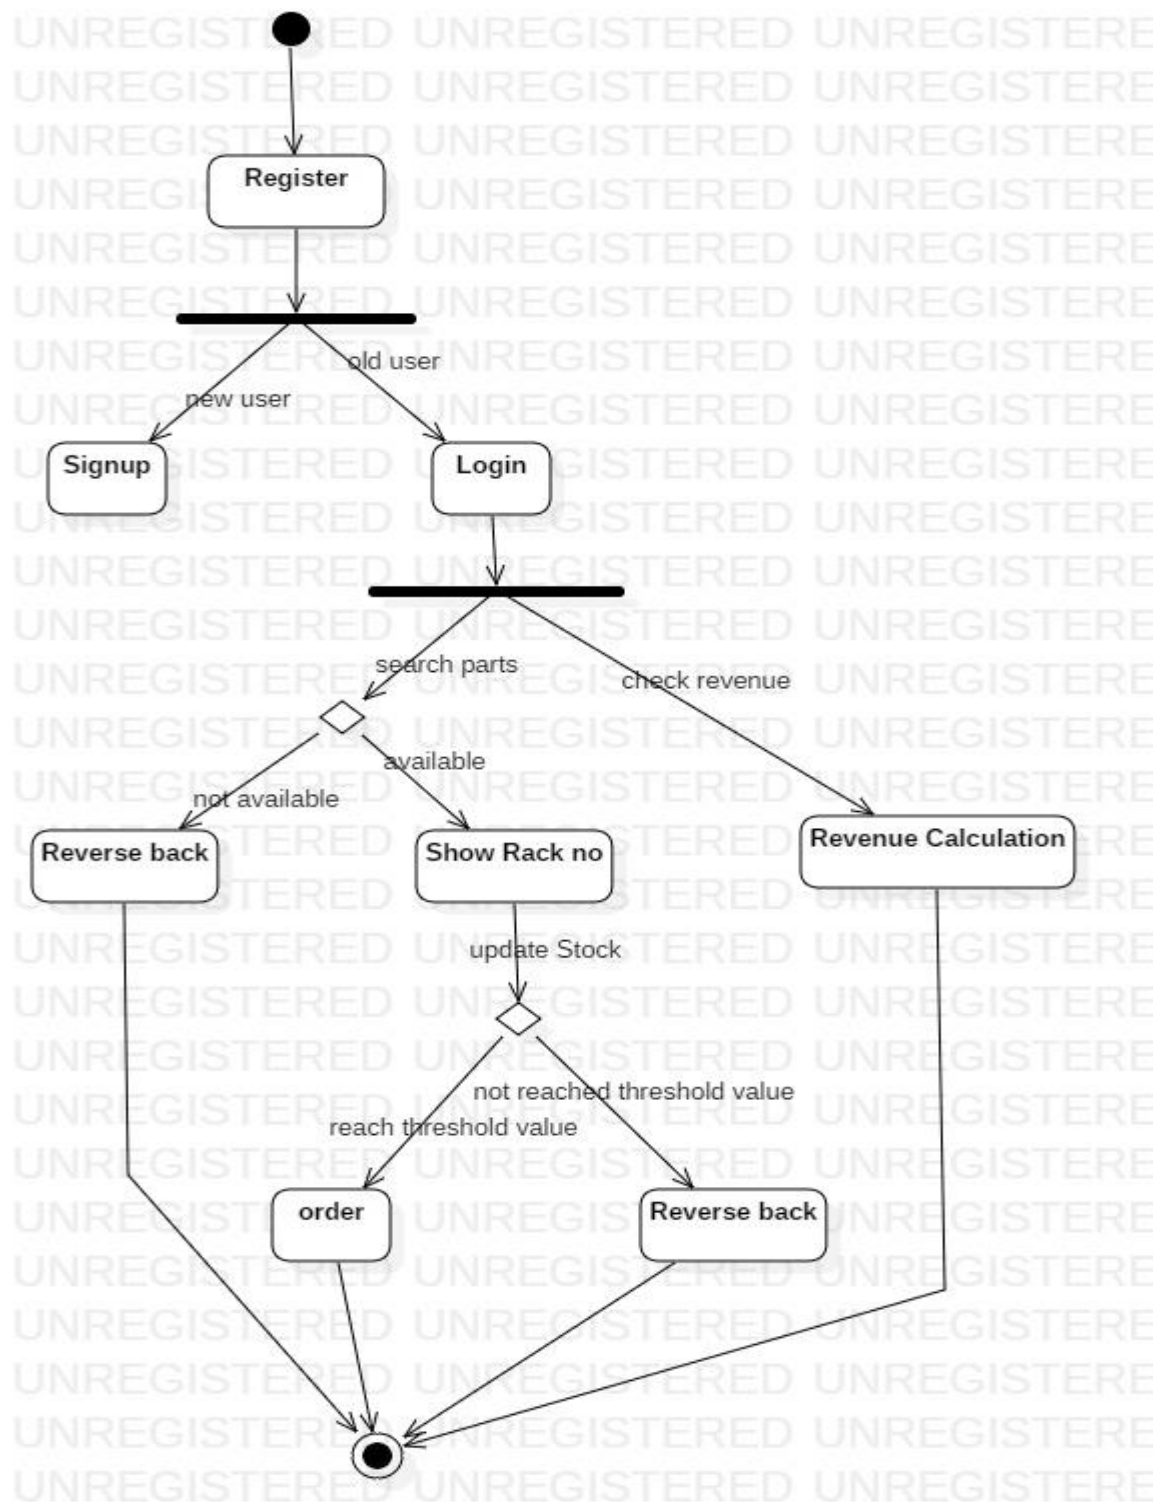 Register
old user
new user
Signup
Login
search parts
check revenue
available
not available
Reverse back
Show Rack no
Revenue Calculation
update Stock
not reached threshold value
reach threshold value
order
Reverse back
UNREGISTERED UNREGISTERED UNREGISTERE